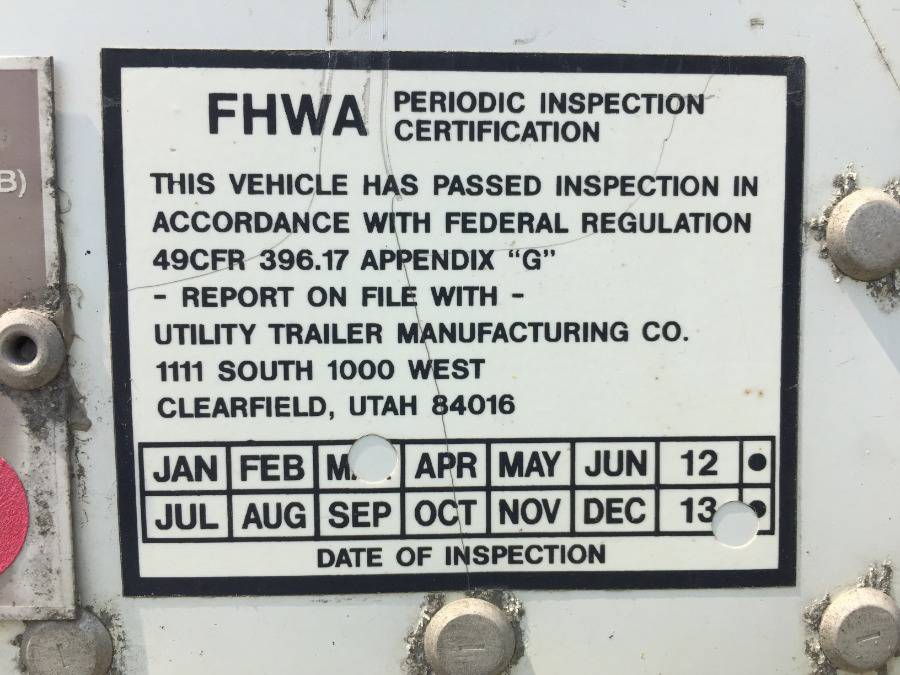 FHWA PERIODIC INSPECTION
CERTIFICATION
THIS VEHICLE HAS PASSED INSPECTION IN
ACCORDANCE WITH FEDERAL REGULATION
49CFR 396.17 APPENDIX “G”
- REPORT ON FILE WITH -
UTILITY TRAILER MANUFACTURING CO.
1111 SOUTH 1000 WEST
CLEARFIELD, UTAH 84016
JAN FEB APR MAY JUN 12
JUL AUG SEP OCT NOV DEC 13
DATE OF INSPECTION
B)